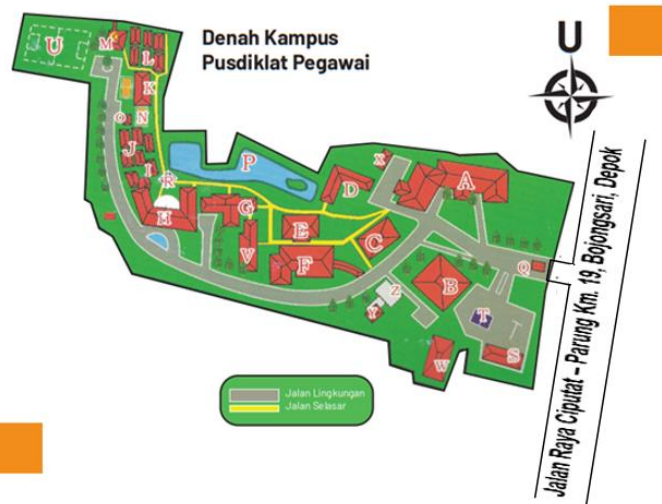 Denah Kampus
Pusdiklat Pegawai
U
U
M
L
K
O
N
J
I
R
H
P
G
V
E
F
D
X
A
C
B
Q
Z
Y
T
S
W
Jalan Lingkungan
Jalan Selasar
Jalan Raya Ciputat – Parung Km. 19, Bojongsari, Depok